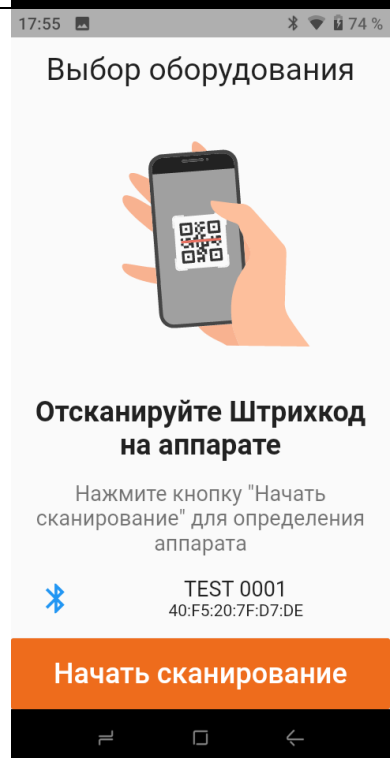 17:55 74 %
Выбор оборудования
Отсканируйте Штрихкод
на аппарате
Нажмите кнопку "Начать
сканирование" для определения
аппарата
TEST 0001
40:F5:20:7F:D7:DE
Начать сканирование